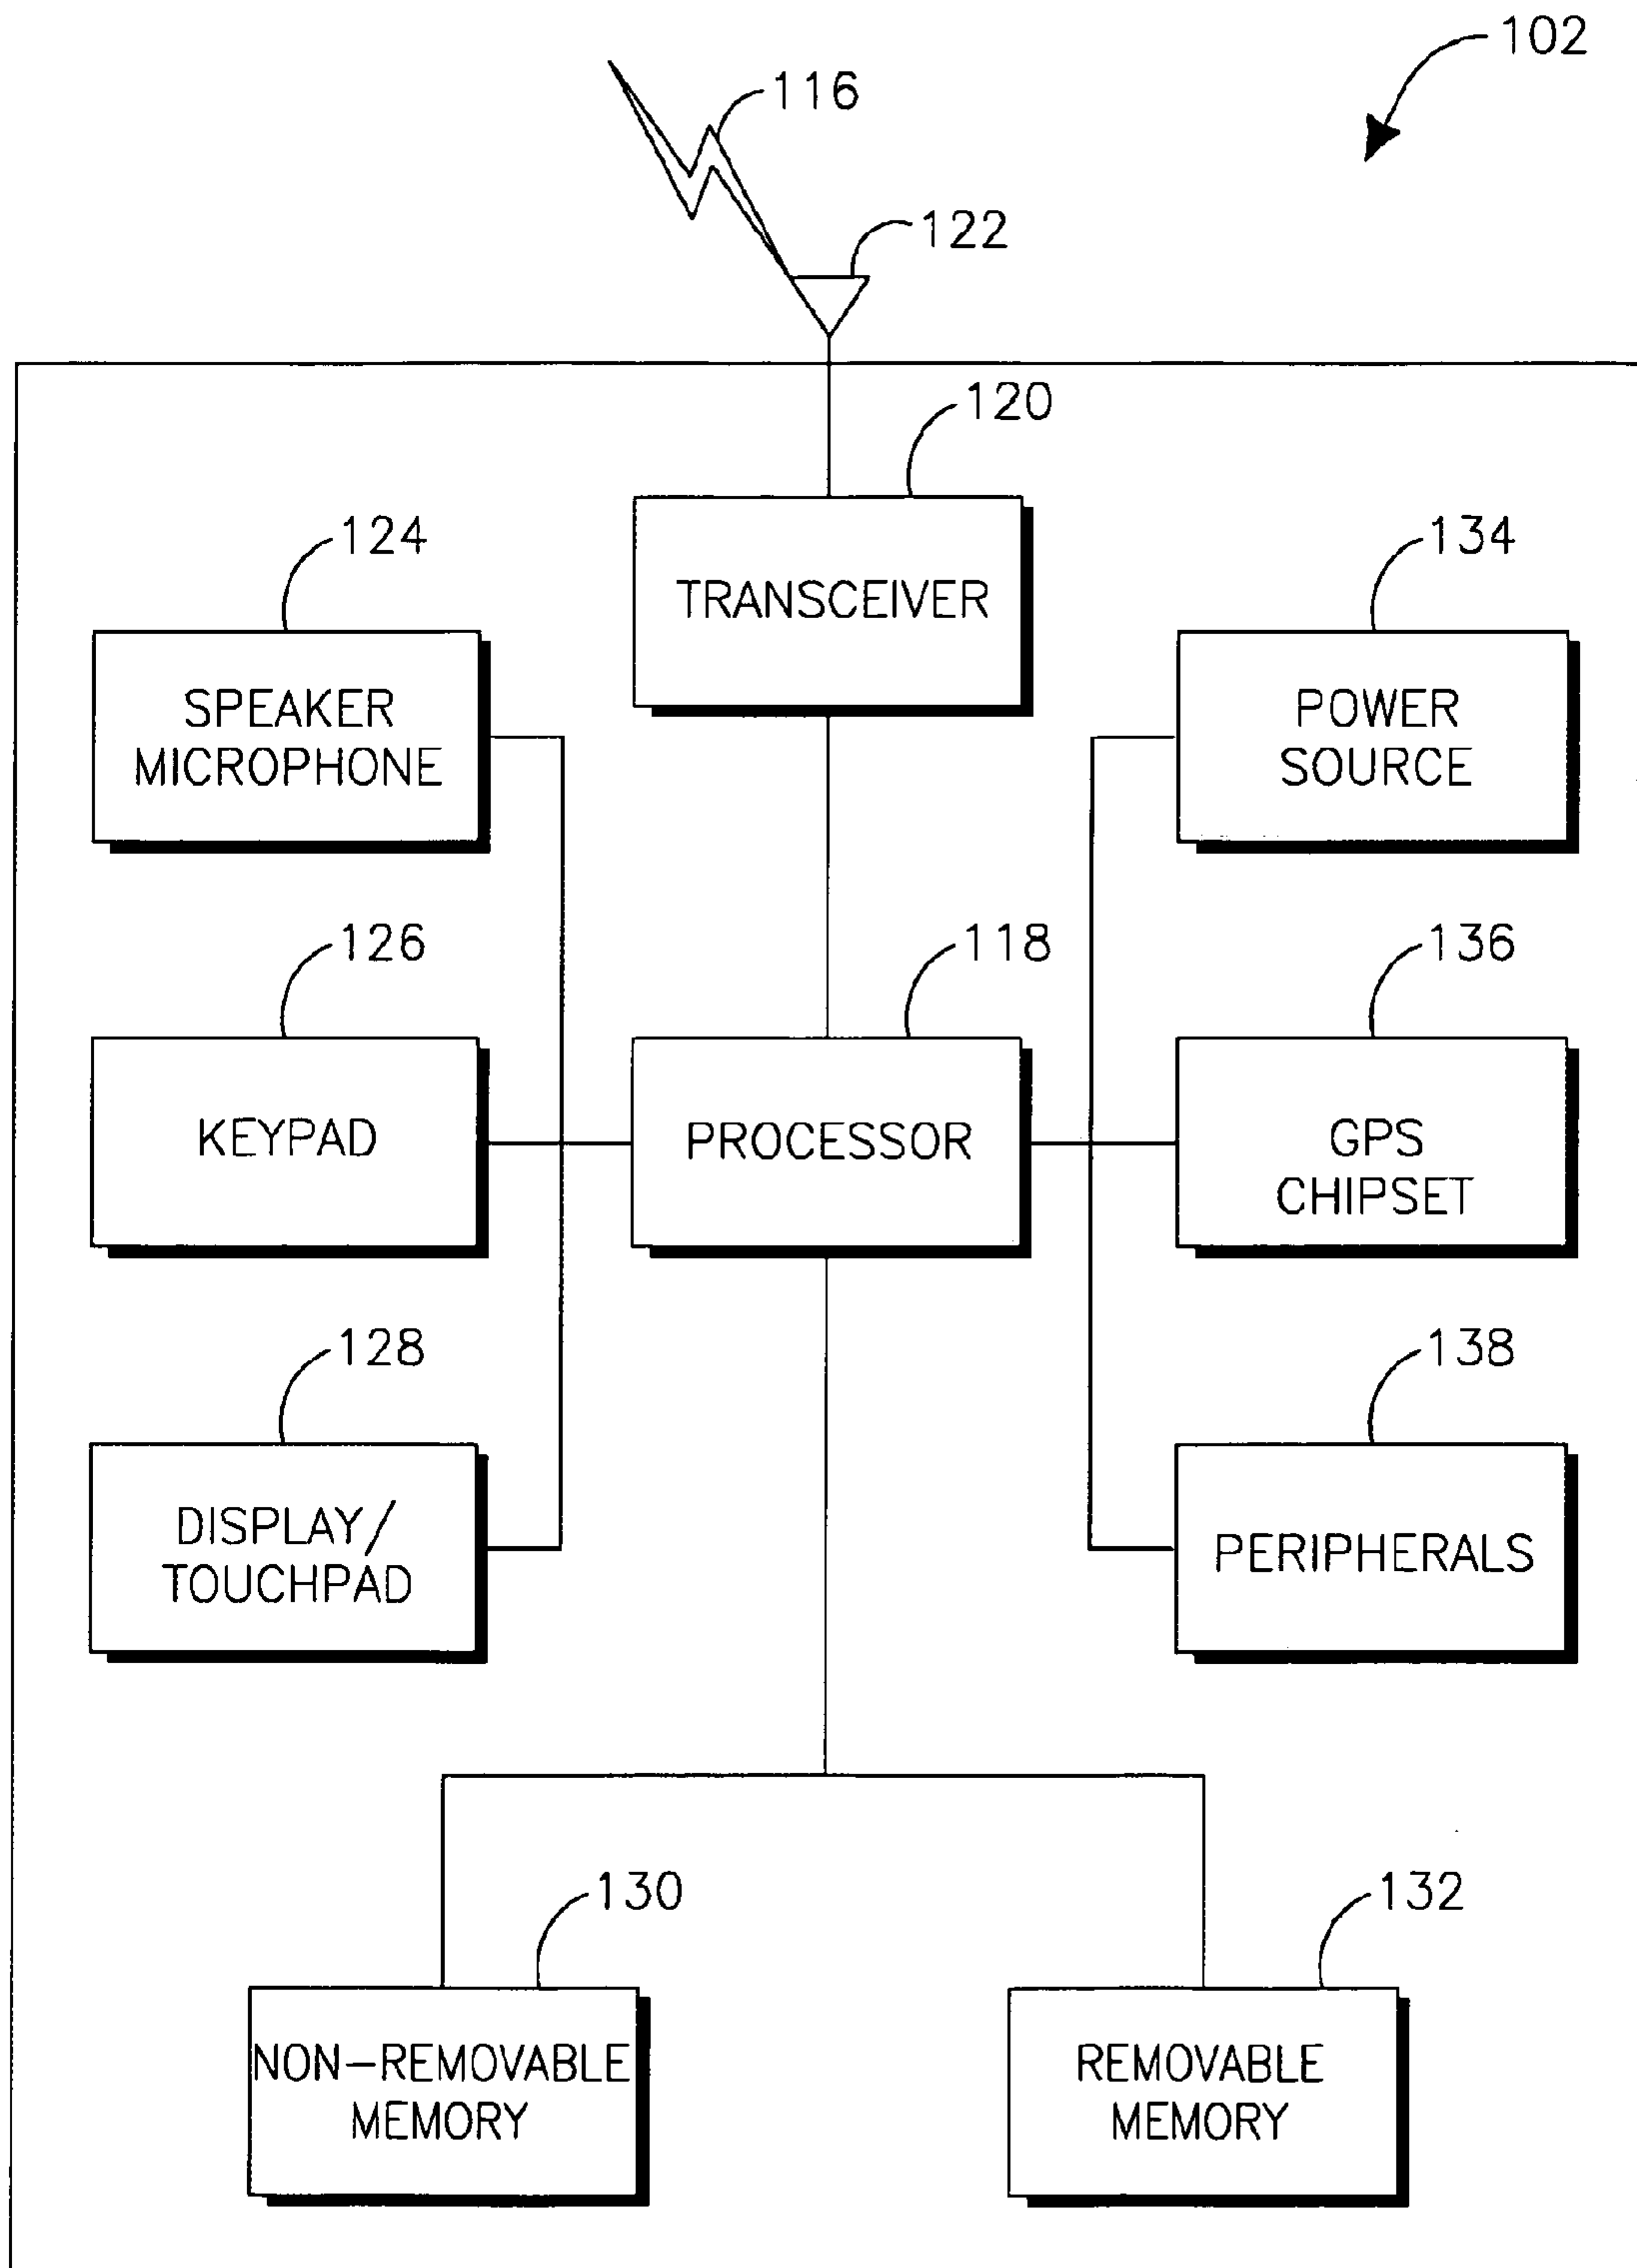 102
116
122
120
TRANSCEIVER
124
SPEAKER
MICROPHONE
134
POWER
SOURCE
126
KEYPAD
118
PROCESSOR
136
GPS
CHIPSET
128
DISPLAY/
TOUCHPAD
138
PERIPHERALS
130
NON-REMOVABLE
MEMORY
132
REMOVABLE
MEMORY